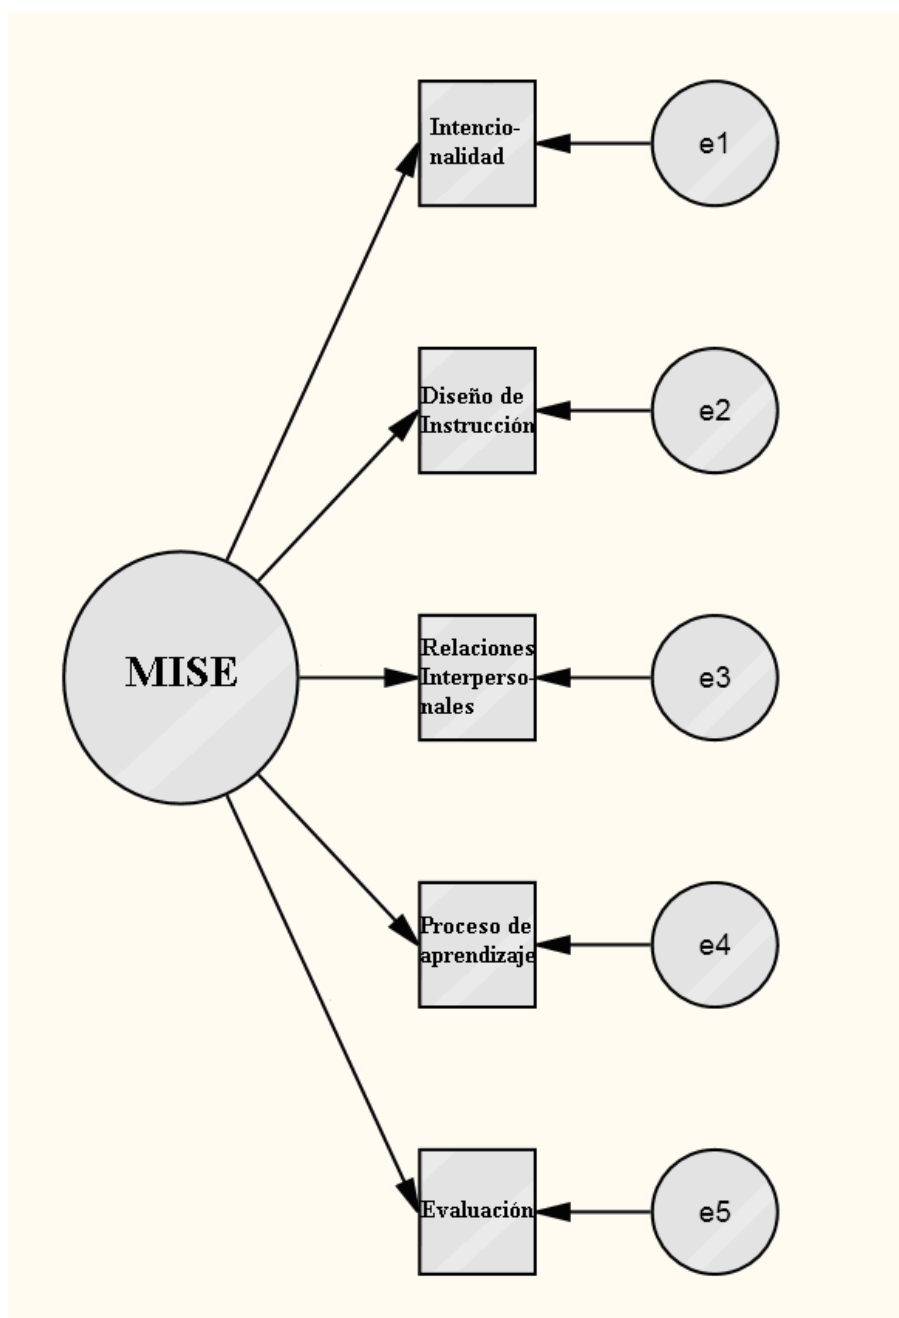 Intencio-
nalidad
e1
Diseño de
Instrucción
e2
MISE
Relaciones
Interperso-
nales
e3
Proceso de
aprendizaje
e4
Evaluación
e5